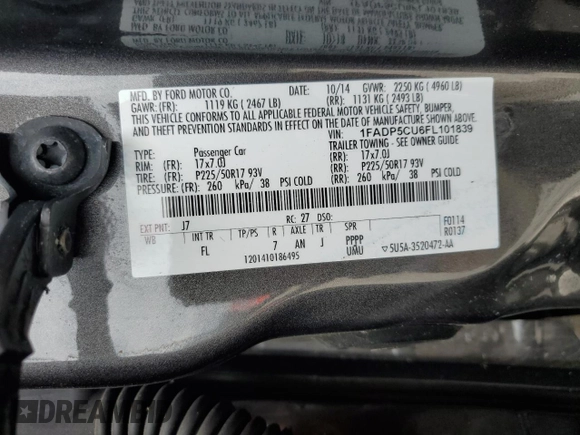 MFD. BY FORD MOTOR CO. DATE: 10/14 GVWR: 2250 KG ( 4960 LB)
GAWR: (FR): 1119 KG ( 2467 LB) (RR): 1131 KG ( 2493 LB)
THIS VEHICLE CONFORMS TO ALL APPLICABLE FEDERAL MOTOR VEHICLE SAFETY, BUMPER,
AND THEFT PREVENTION STANDARDS IN EFFECT ON THE DATE OF MANUFACTURE SHOWN ABOVE.
VIN: 1FADP5CU6FL101839
TYPE: Passenger Car TRAILER TOWING- SEE OWNER GUIDE
RIM: (FR): 17x7.0J (RR): 17x7.0J
TIRE: (FR): P225/50R17 93V (RR): P225/50R17 93V
PRESSURE: (FR): 260 kPa/ 38 PSI COLD (RR): 260 kPa/ 38 PSI COLD
EXT PNT: J7 RC: 27 DSO: F0114
WB INT TR TP/PS R AXLE TR SPR R0137
FL 7 AN J PPPP
UMU
1201410186495 5U5A-3520472-AA
DREAMBID